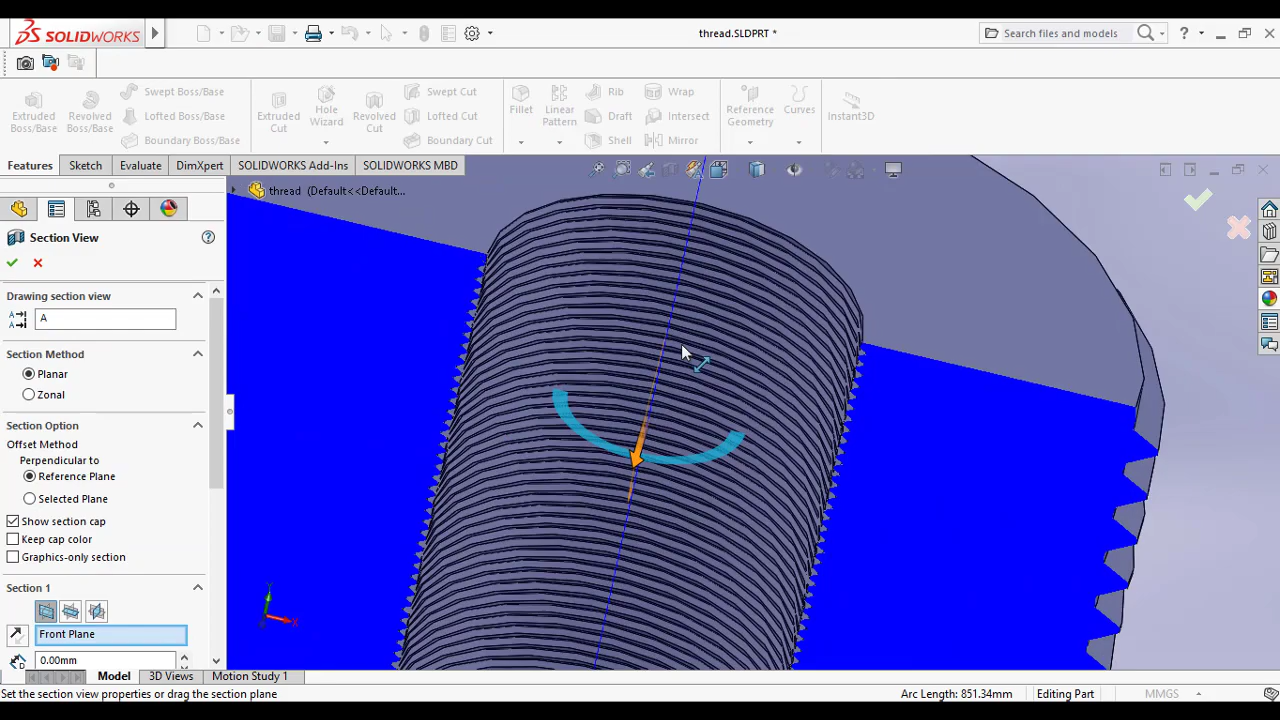 SOLIDWORKS
thread.SLDPRT *
Search files and models
?
Extruded Boss/Base
Revolved Boss/Base
Swept Boss/Base
Lofted Boss/Base
Boundary Boss/Base
Extruded Cut
Hole Wizard
Revolved Cut
Swept Cut
Lofted Cut
Boundary Cut
Fillet
Linear Pattern
Rib
Draft
Shell
Wrap
Intersect
Mirror
Reference Geometry
Curves
Instant3D
Features
Sketch
Evaluate
DimXpert
SOLIDWORKS Add-Ins
SOLIDWORKS MBD
thread (Default<<Default...
Section View
?
Drawing section view
A
Section Method
Planar
Zonal
Section Option
Offset Method
Perpendicular to
Reference Plane
Selected Plane
Show section cap
Keep cap color
Graphics-only section
Section 1
Front Plane
0.00mm
Y
X
Model
3D Views
Motion Study 1
Set the section view properties or drag the section plane
Arc Length: 851.34mm
Editing Part
MMGS